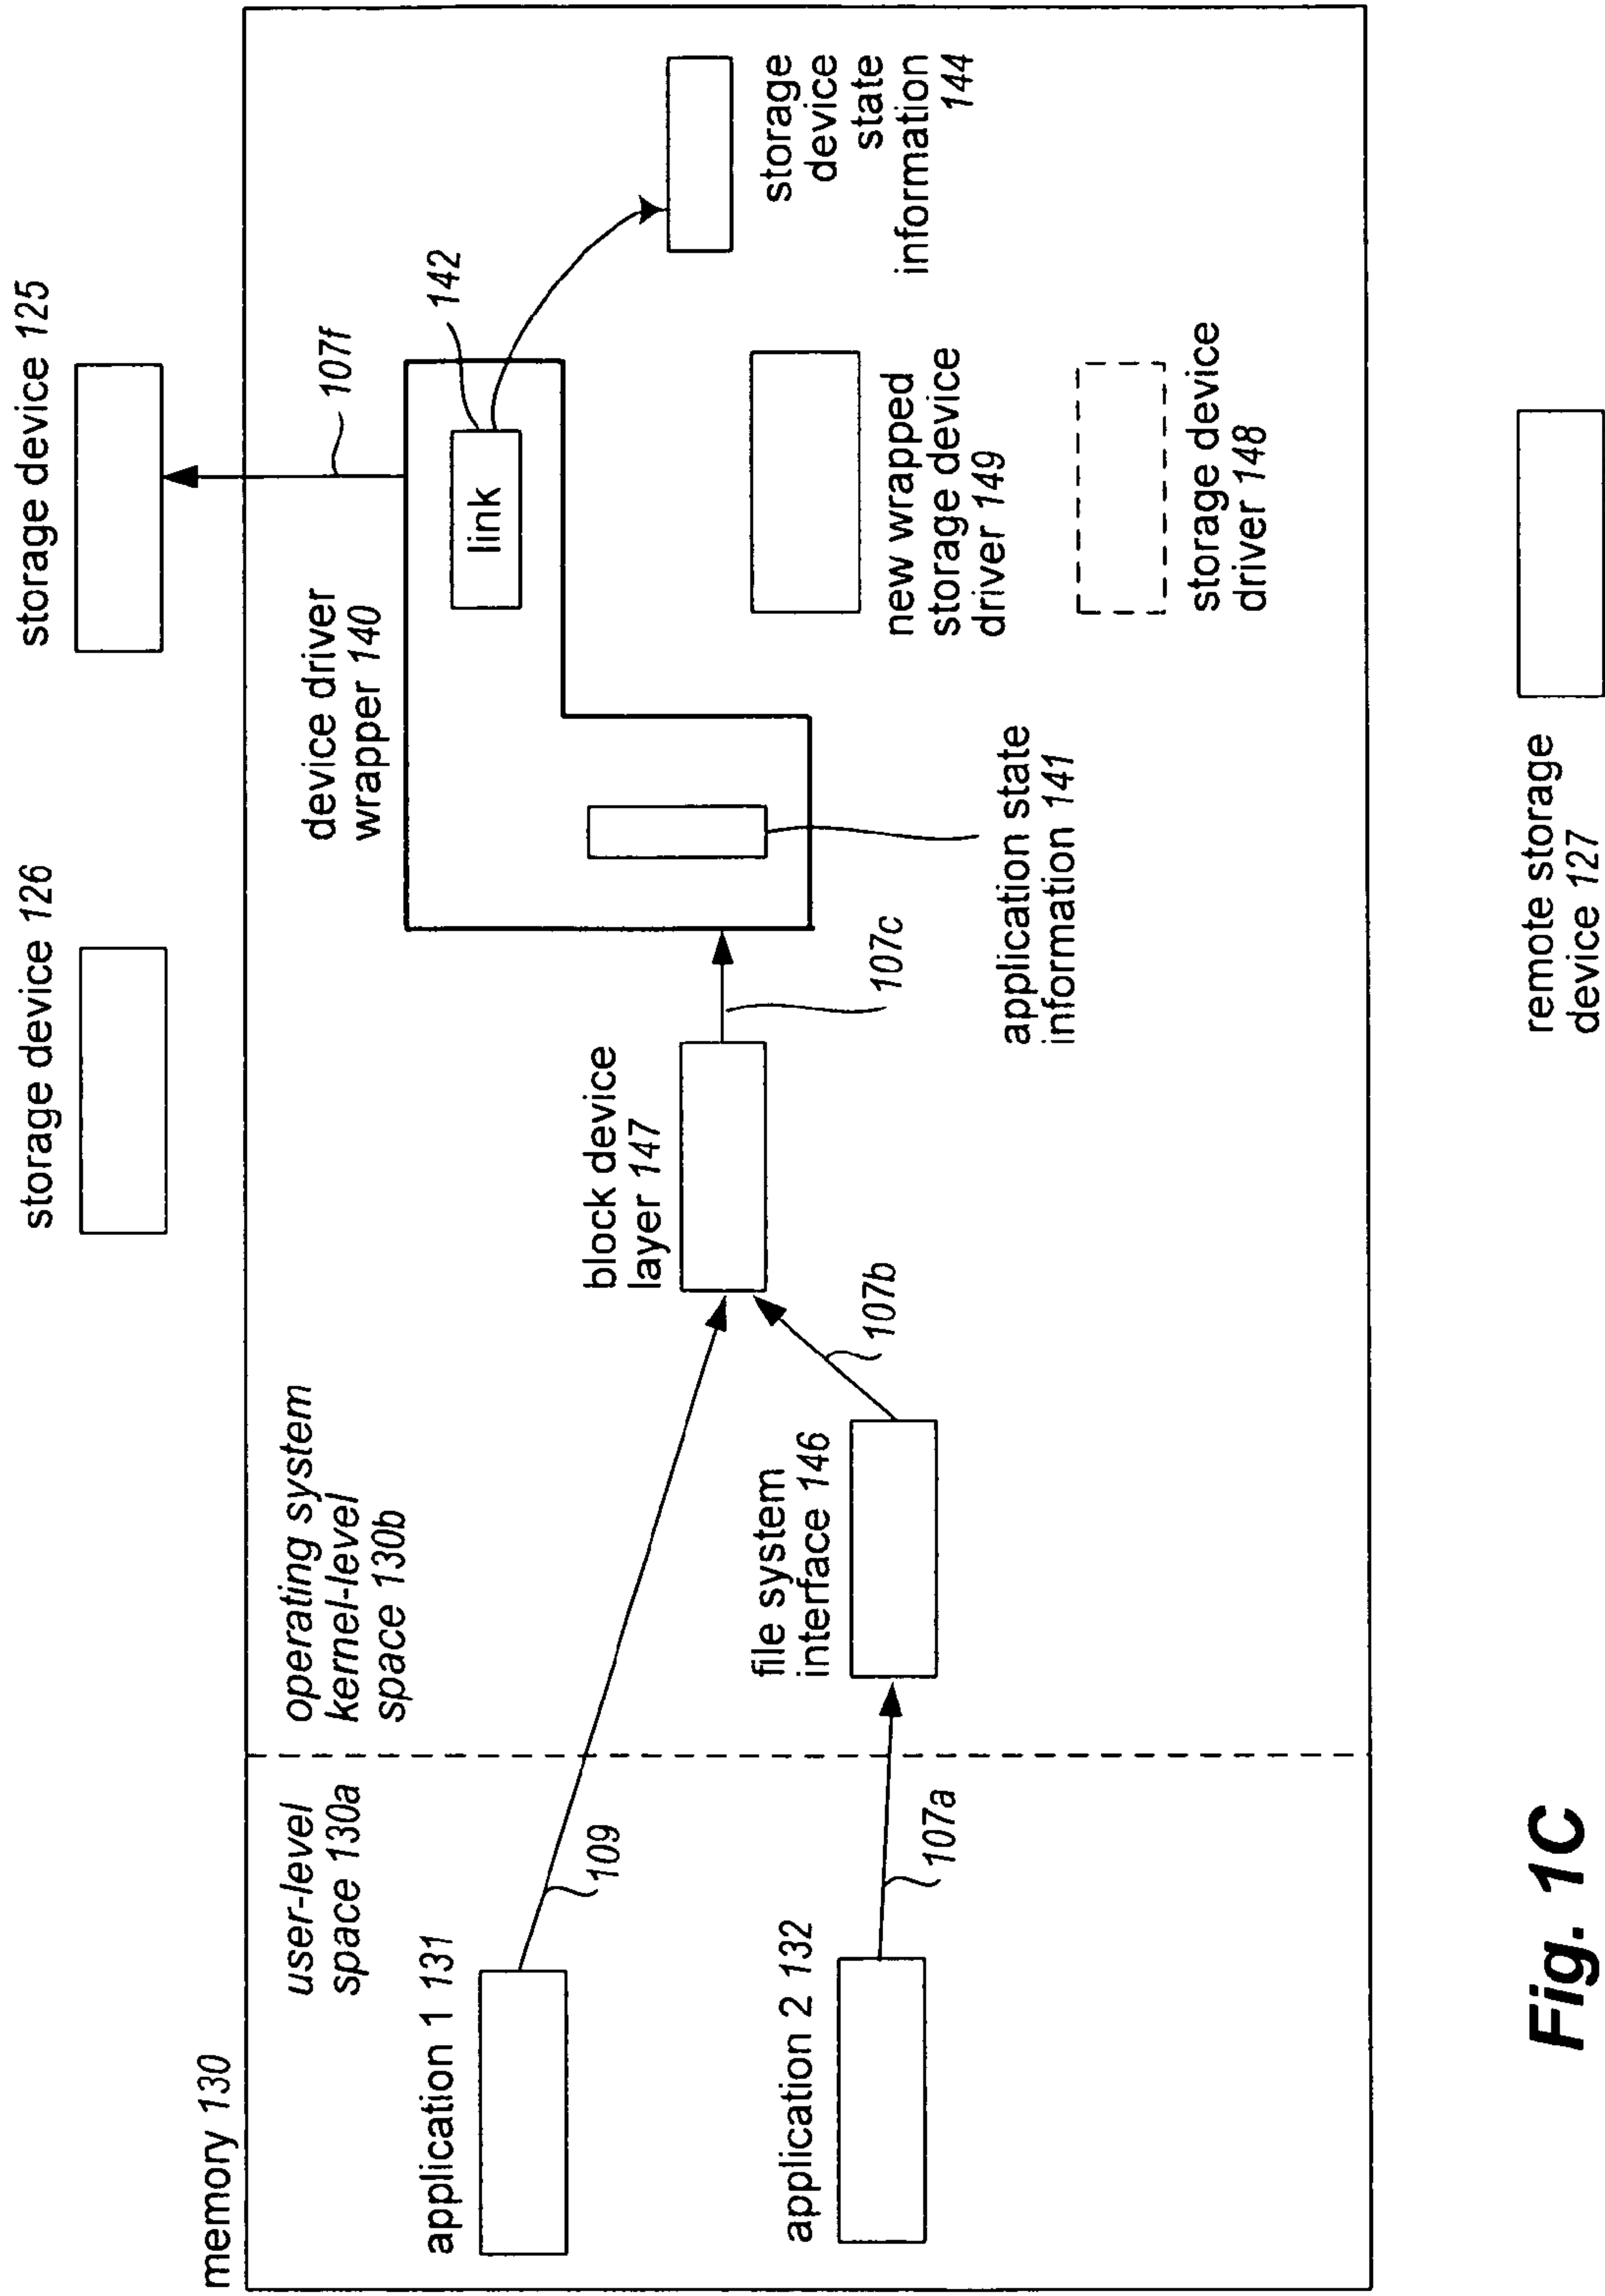 storage device 126
storage device 125
memory 130
user-level
space 130a
operating system
kernel-level
space 130b
device driver
wrapper 140
107f
142
link
storage
device
state
information
144
application 1 131
109
block device
layer 147
107c
application state
information 141
new wrapped
storage device
driver 149
application 2 132
107a
file system
interface 146
107b
storage device
driver 148
remote storage
device 127
Fig. 1C